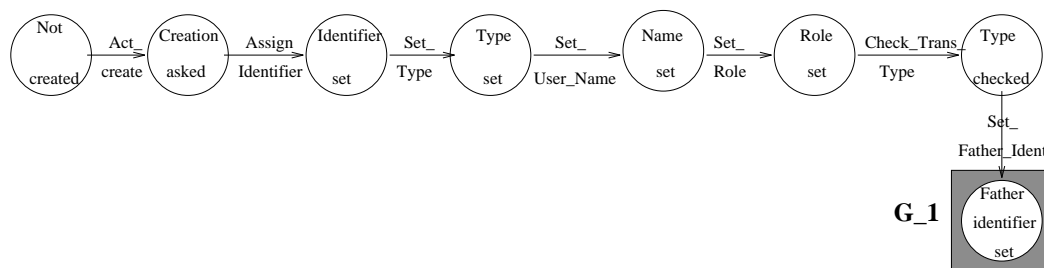 Not
created
Act_
create
Creation
asked
Assign
Identifier
Identifier
set
Set_
Type
Type
set
Set_
User_Name
Name
set
Set_
Role
Role
set
Check_Trans_
Type
Type
checked
Set_
Father_Ident
G_1
Father
identifier
set